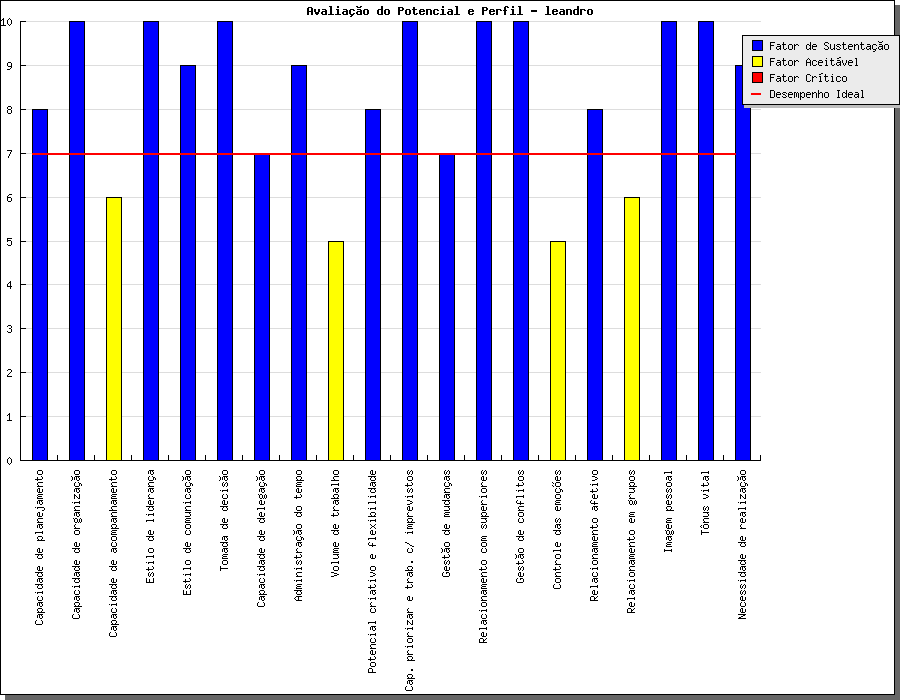 Avaliação do Potencial e Perfil - leandro
10
9
8
7
6
5
4
3
2
1
0
Fator de Sustentação
Fator Aceitável
Fator Crítico
Desempenho Ideal
Capacidade de planejamento
Capacidade de organização
Capacidade de acompanhamento
Estilo de liderança
Estilo de comunicação
Tomada de decisão
Capacidade de delegação
Administração do tempo
Volume de trabalho
Potencial criativo e flexibilidade
Cap. priorizar e trab. c/ imprevistos
Gestão de mudanças
Relacionamento com superiores
Gestão de conflitos
Controle das emoções
Relacionamento afetivo
Relacionamento em grupos
Imagem pessoal
Tônus vital
Necessidade de realização